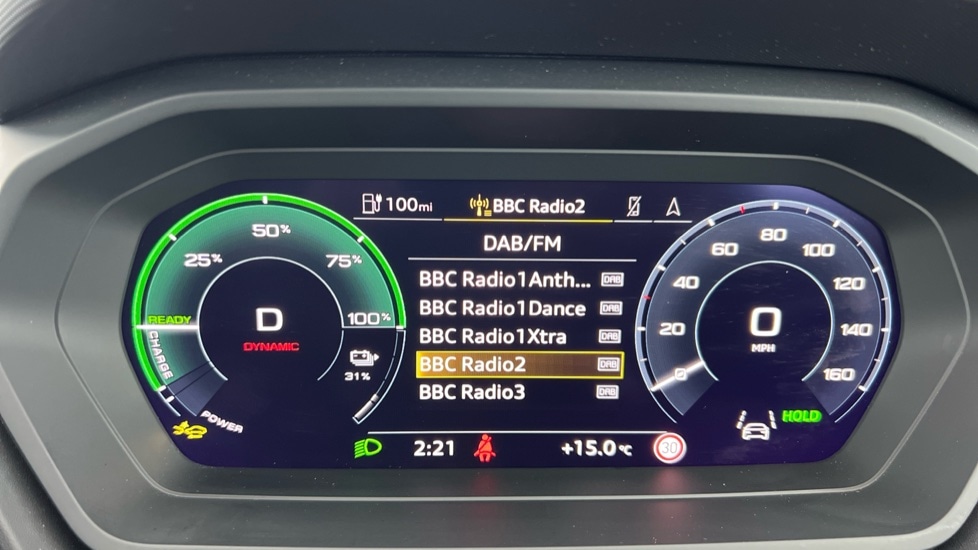 100mi BBC Radio2
DAB/FM
BBC Radio1Anth... DAB
BBC Radio1Dance DAB
BBC Radio1Xtra DAB
BBC Radio2 DAB
BBC Radio3 DAB
25% 50% 75% 100%
READY
CHARGE
D
DYNAMIC
31%
POWER
0 20 40 60 80 100 120 140 160
0
MPH
HOLD
2:21 +15.0°C 30